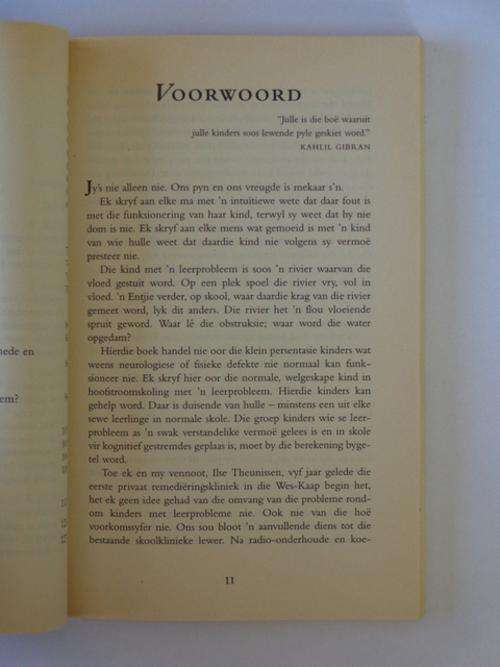 VOORWOORD
"Julle is die boë waaruit
julle kinders soos lewende pyle geskiet word."
KAHLIL GIBRAN
Jy's nie alleen nie. Ons pyn en ons vreugde is mekaar s'n.
Ek skryf aan elke ma met 'n intuïtiewe wete dat daar fout is
met die funksionering van haar kind, terwyl sy weet dat hy nie
dom is nie. Ek skryf aan elke mens wat gemoeid is met 'n kind
van wie hulle weet dat daardie kind nie volgens sy vermoë
presteer nie.
Die kind met 'n leerprobleem is soos 'n rivier waarvan die
vloed gestuit word. Op een plek spoel die rivier vry, vol in
vloed. 'n Entjie verder, op skool, waar daardie krag van die rivier
gemeet word, lyk dit anders. Die rivier het 'n flou vloeiende
spruit geword. Waar lê die obstruksie; waar word die water
opgedam?
Hierdie boek handel nie oor die klein persentasie kinders wat
weens neurologiese of fisieke defekte nie normaal kan funk-
sioneer nie. Ek skryf hier oor die normale, welgeskape kind in
hoofstroomskoling met 'n leerprobleem. Hierdie kinders kan
gehelp word. Daar is duisende van hulle – minstens een uit elke
sewe leerlinge in normale skole. Die groep kinders wie se leer-
probleem as 'n swak verstandelike vermoë gelees is en in skole
vir kognitief gestremdes geplaas is, moet by die berekening byge-
tel word.
Toe ek en my vennoot, Ilse Theunissen, vyf jaar gelede die
eerste privaat remediëringskliniek in die Wes-Kaap begin het,
het ek geen idee gehad van die omvang van die probleme rond-
om kinders met leerprobleme nie. Ook nie van die hoë
voorkomssyfer nie. Ons sou bloot 'n aanvullende diens tot die
bestaande skoolklinieke lewer. Na radio-onderhoude en koe-
11